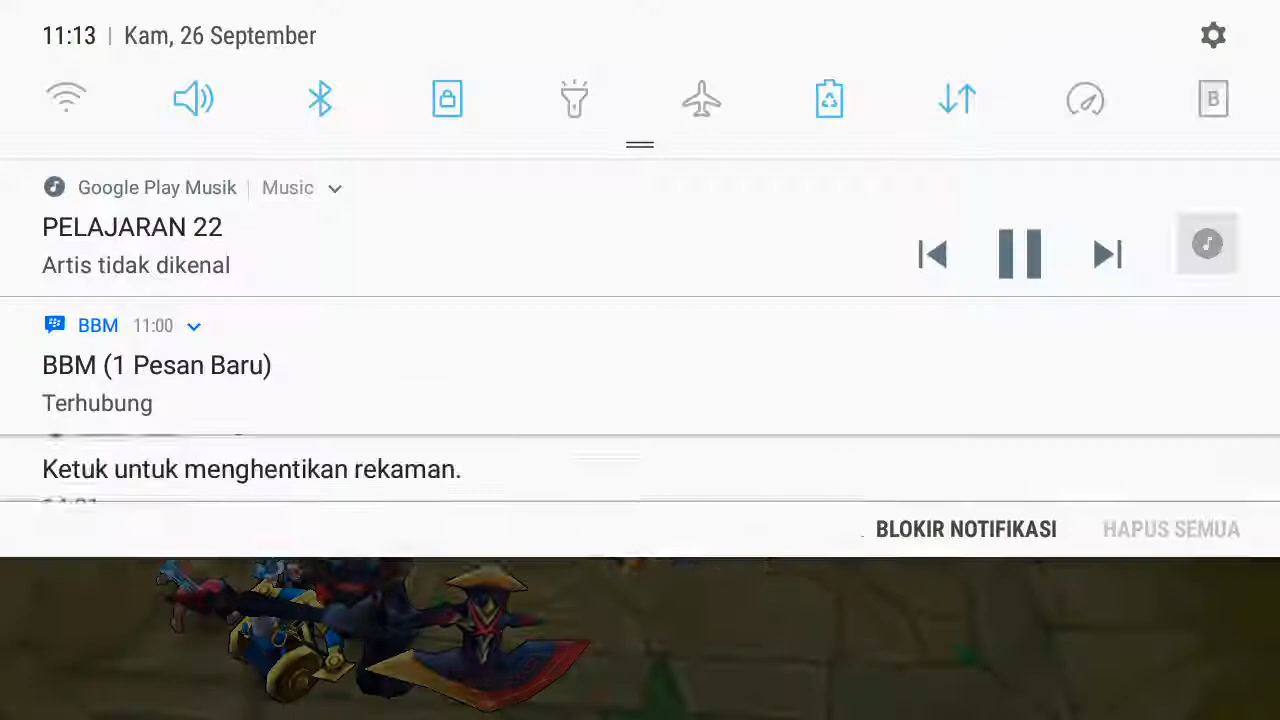 11:13 | Kam, 26 September
B
Google Play Musik | Music
PELAJARAN 22
Artis tidak dikenal
BBM 11:00
BBM (1 Pesan Baru)
Terhubung
Ketuk untuk menghentikan rekaman.
BLOKIR NOTIFIKASI HAPUS SEMUA